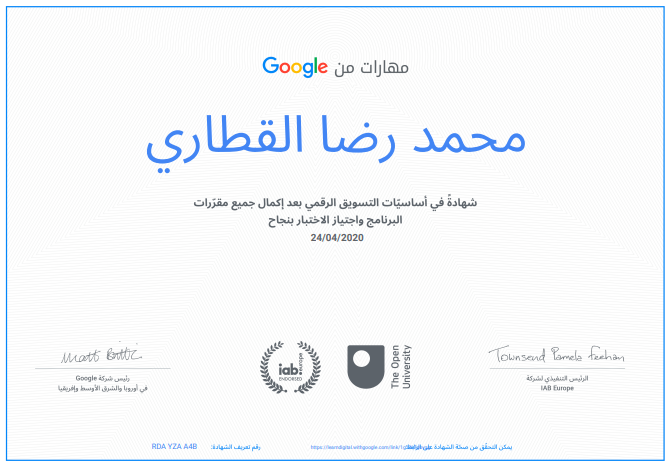 مهارات من Google
محمد رضا القطاري
شهادةً في أساسيّات التسويق الرقمي بعد إكمال جميع مقرّرات
البرنامج واجتياز الاختبار بنجاح
24/04/2020
Matt Brittin
رئيس شركة Google
في أوروبا والشرق الأوسط وإفريقيا
iab.europe
ENDORSED
The Open
University
Townsend Pamela Feehan
الرئيس التنفيذي لشركة
IAB Europe
يمكن التحقّق من صحّة الشهادة على الرابط:
https://learndigital.withgoogle.com/link/1
رقم تعريف الشهادة: RDA YZA A4B